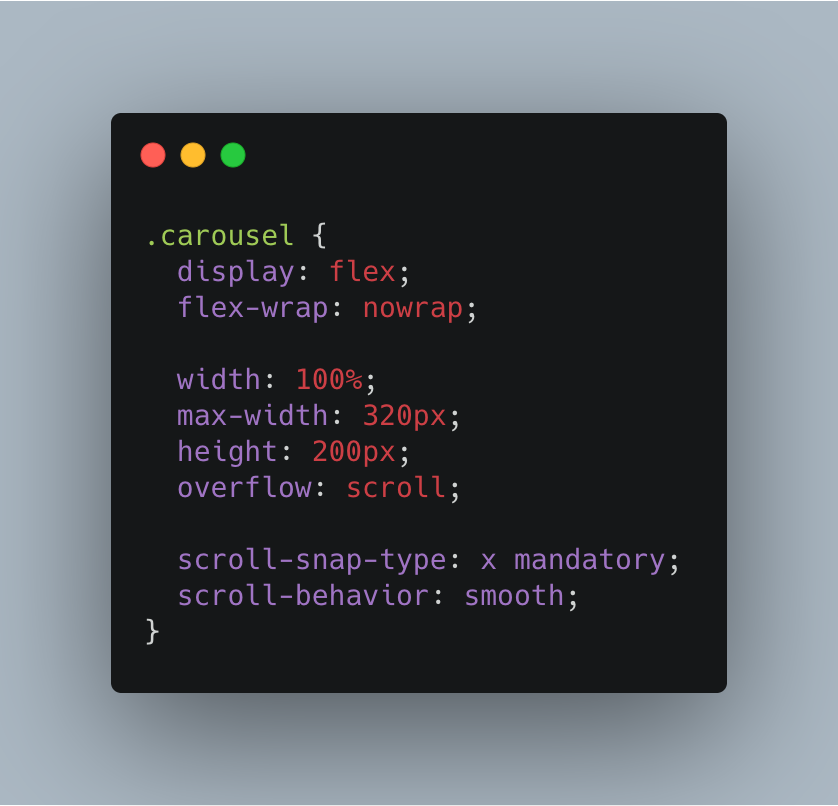 .carousel {
  display: flex;
  flex-wrap: nowrap;

  width: 100%;
  max-width: 320px;
  height: 200px;
  overflow: scroll;

  scroll-snap-type: x mandatory;
  scroll-behavior: smooth;
}